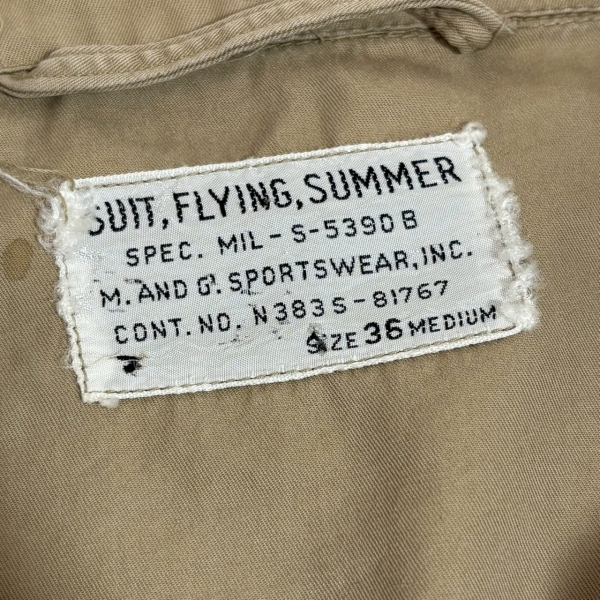 SUIT, FLYING, SUMMER
SPEC. MIL-S-5390B
M. AND G. SPORTSWEAR, INC.
CONT. NO. N383S-81767
SIZE 36 MEDIUM